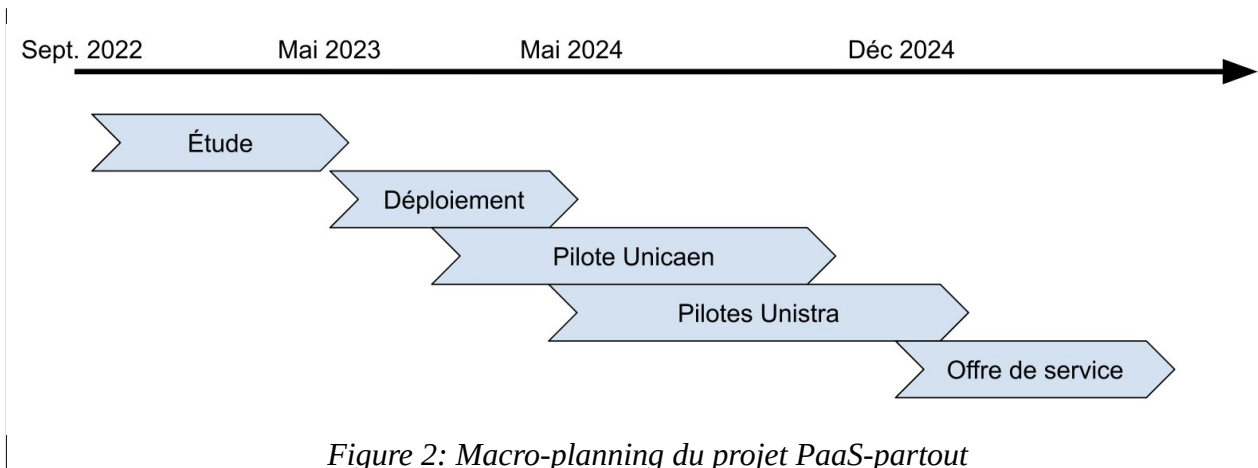 Sept. 2022 Mai 2023 Mai 2024 Déc 2024
Étude
Déploiement
Pilote Unicaen
Pilotes Unistra
Offre de service
Figure 2: Macro-planning du projet PaaS-partout